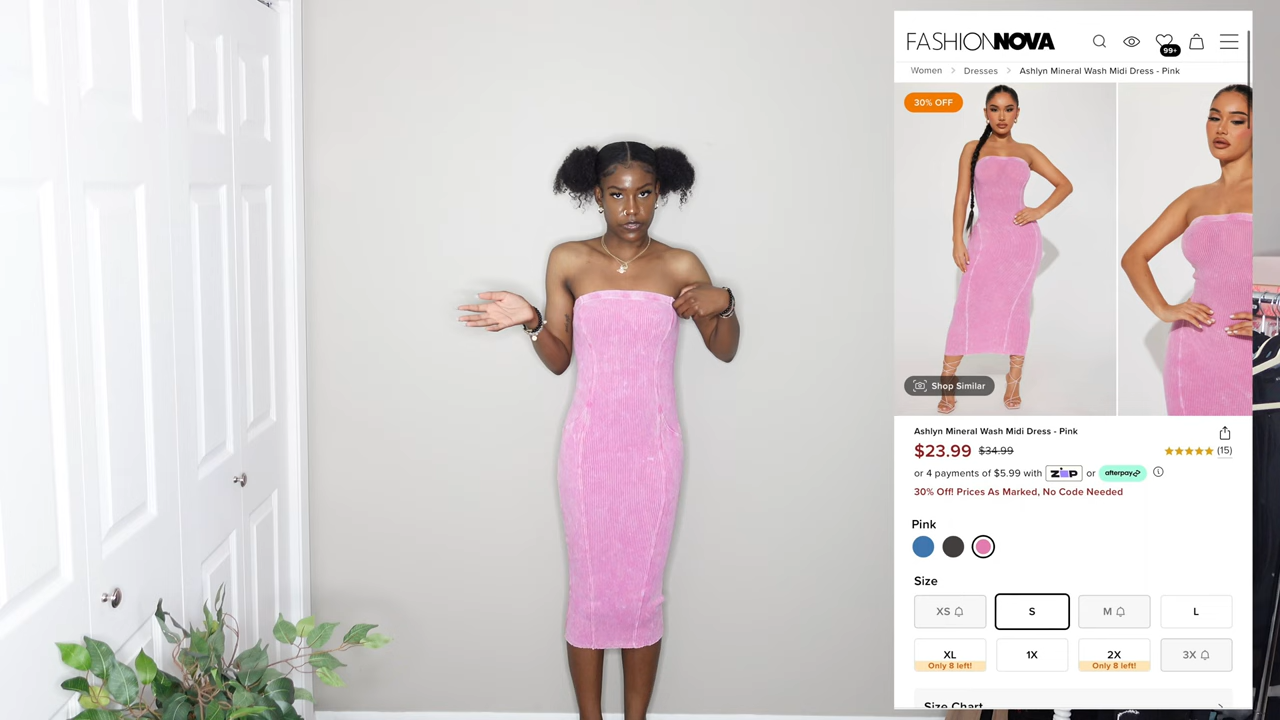 FASHIONNOVA
99+
Women > Dresses > Ashlyn Mineral Wash Midi Dress - Pink
30% OFF
Shop Similar
Ashlyn Mineral Wash Midi Dress - Pink
$23.99 $34.99
(15)
or 4 payments of $5.99 with ZIP or afterpay
30% Off! Prices As Marked, No Code Needed
Pink
Size
XS S M L
XL 1X 2X 3X
Only 8 left! Only 8 left!
Size Chart